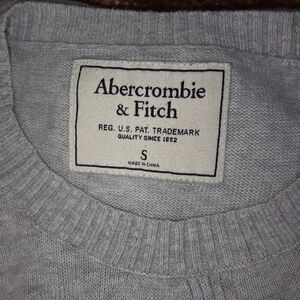 Abercrombie
& Fitch
REG. U.S. PAT. TRADEMARK
QUALITY SINCE 1892
S
MADE IN CHINA